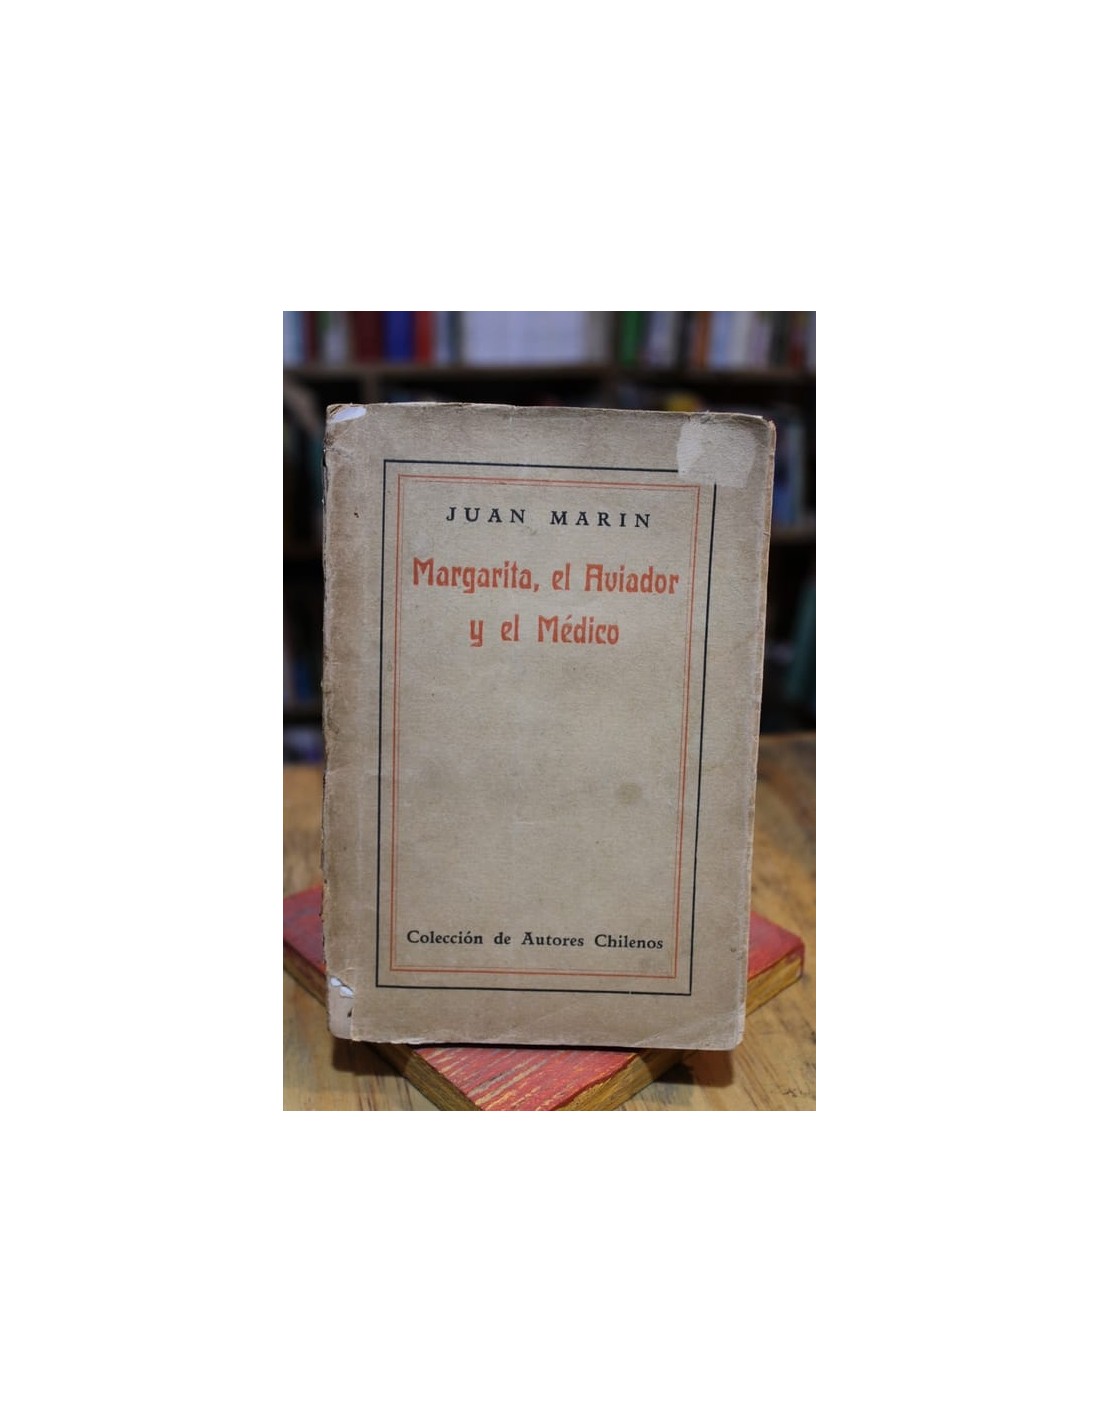 JUAN MARIN
Margarita, el Aviador
y el Médico
Colección de Autores Chilenos